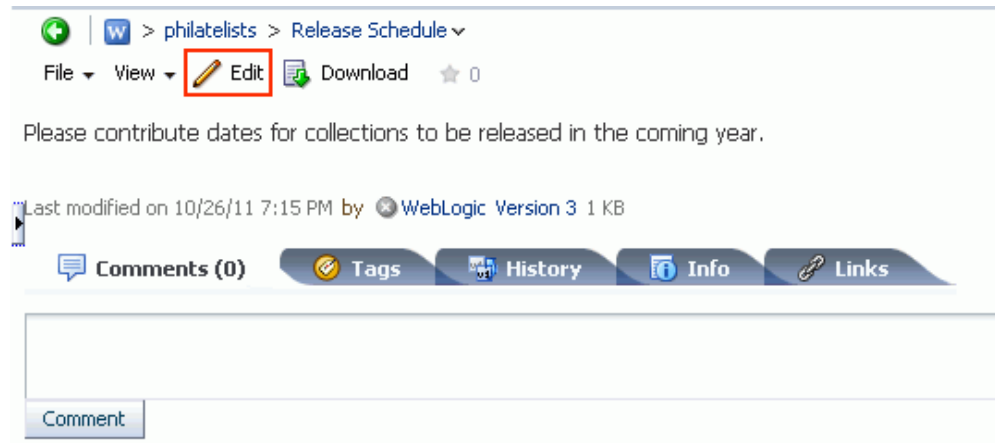 W > philatelists > Release Schedule
File View Edit Download 0
Please contribute dates for collections to be released in the coming year.
Last modified on 10/26/11 7:15 PM by WebLogic Version 3 1 KB
Comments (0) Tags History Info Links
Comment